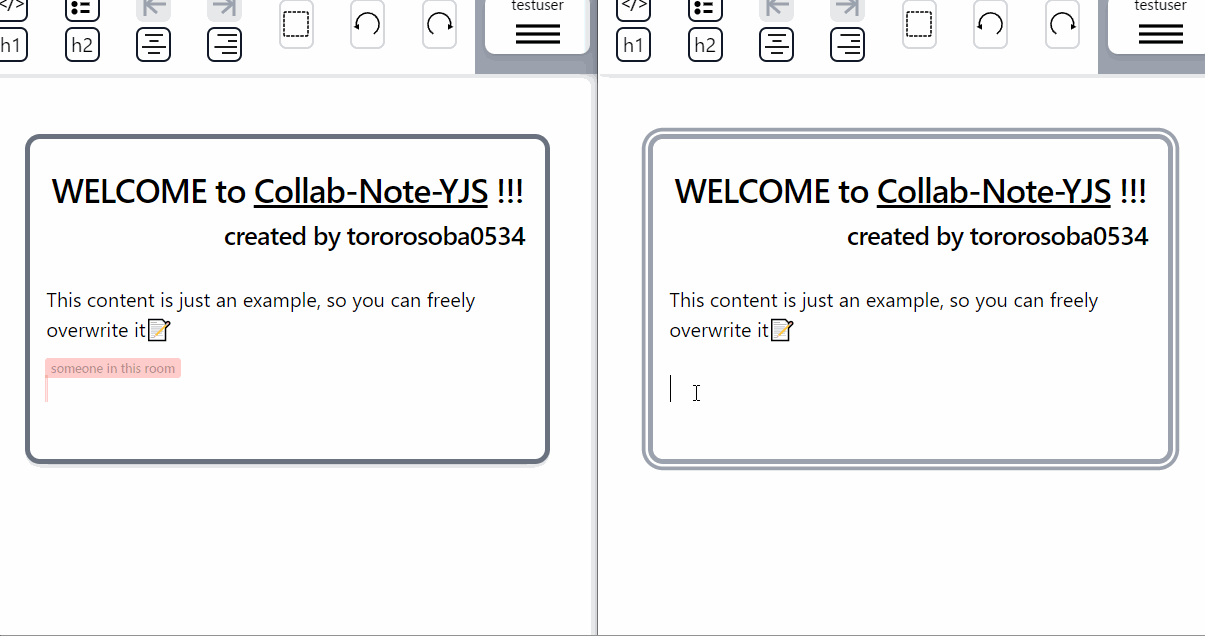 </> testuser
h1 h2
WELCOME to Collab-Note-YJS !!!
created by tororosoba0534
This content is just an example, so you can freely
overwrite it📝
someone in this room
</> testuser
h1 h2
WELCOME to Collab-Note-YJS !!!
created by tororosoba0534
This content is just an example, so you can freely
overwrite it📝